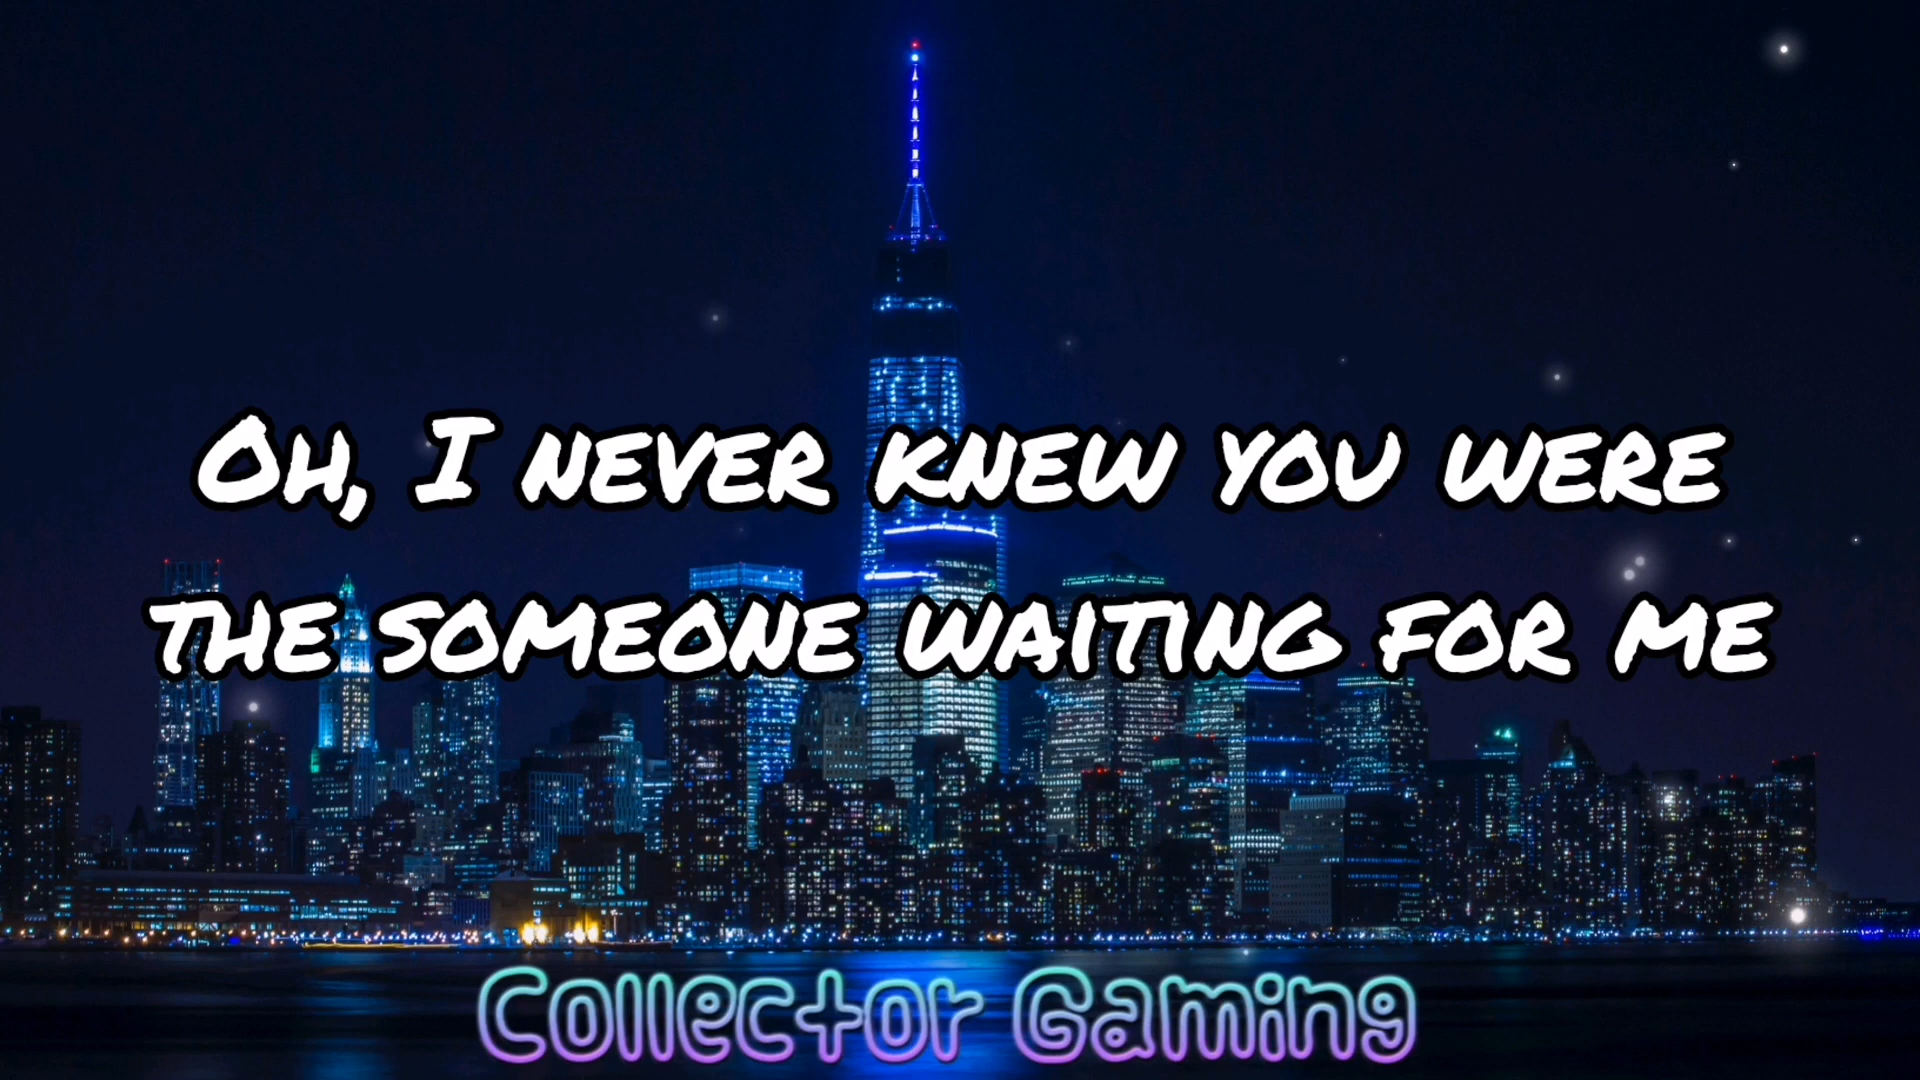 Oh, I never knew you were
the someone waiting for me
Collector Gaming